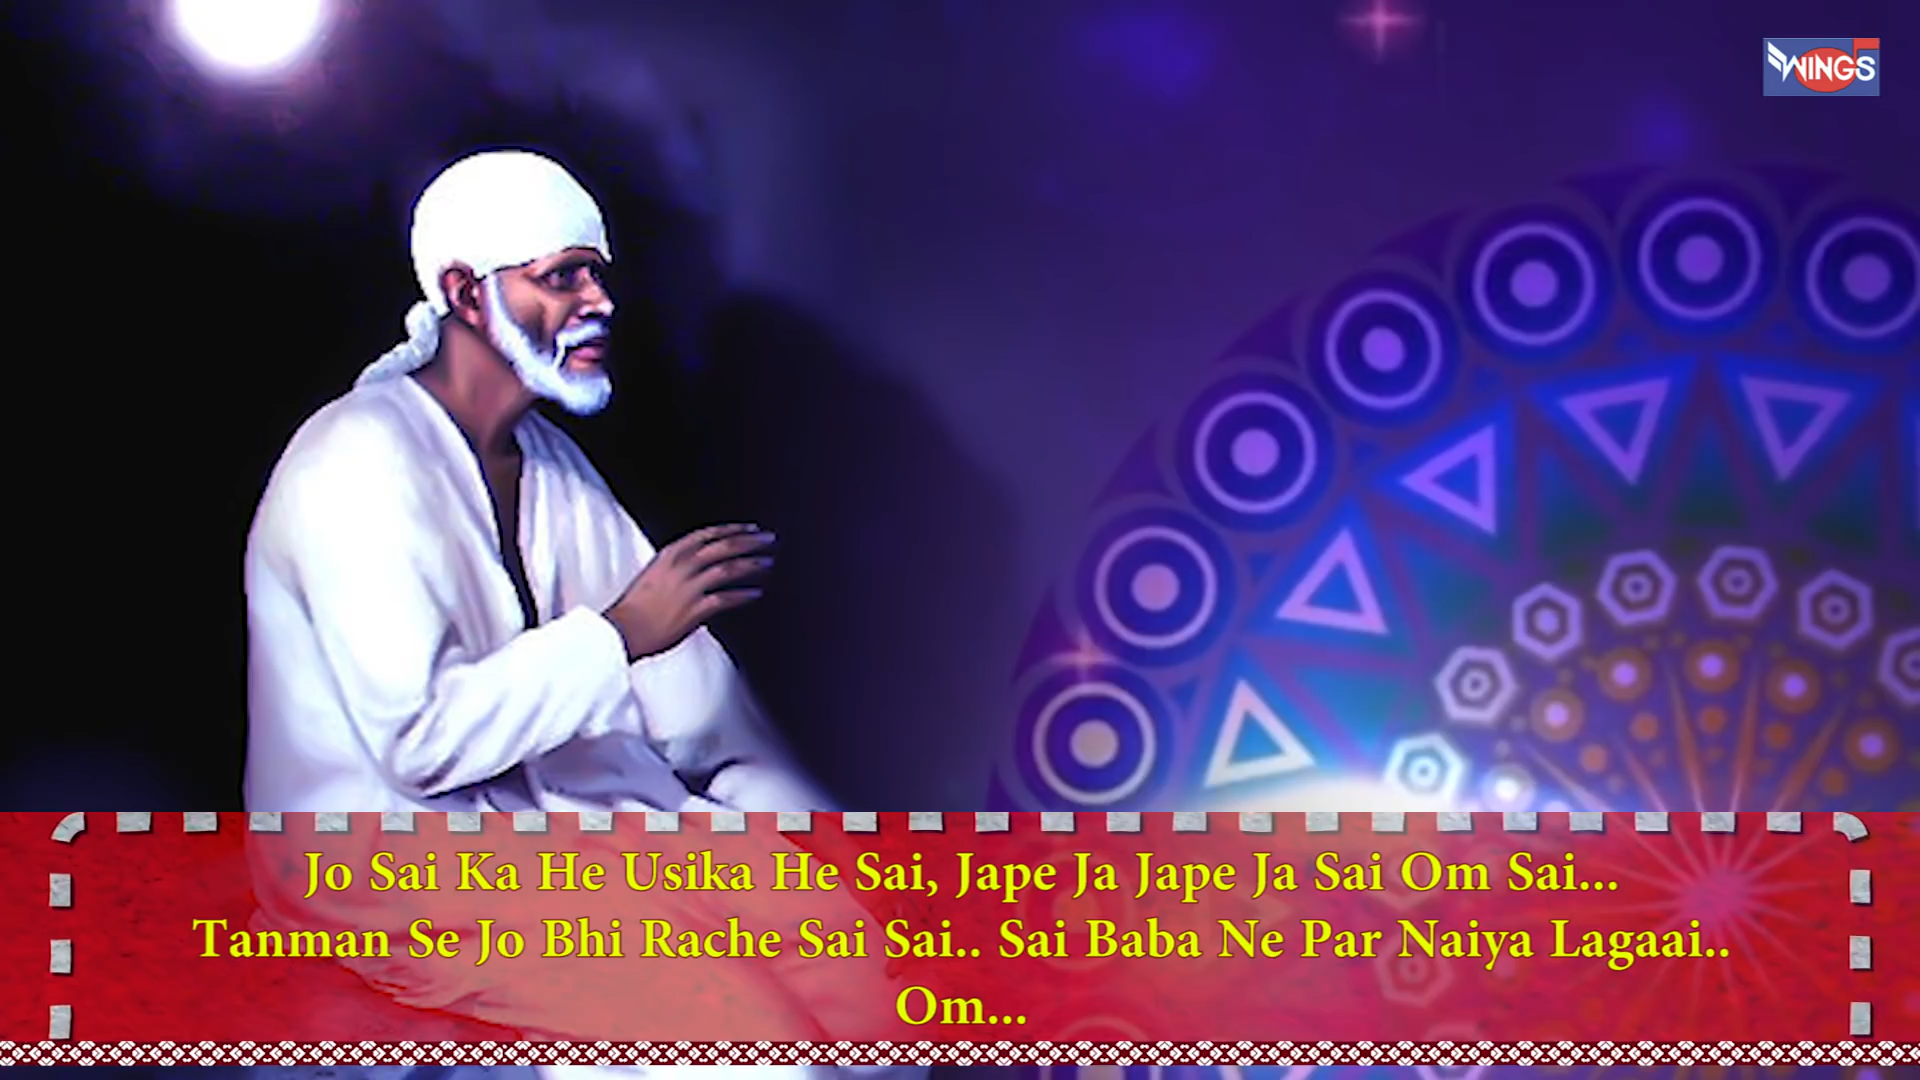 WINGS
Jo Sai Ka He Usika He Sai, Jape Ja Jape Ja Sai Om Sai...
Tanman Se Jo Bhi Rache Sai Sai.. Sai Baba Ne Par Naiya Lagaai..
Om...